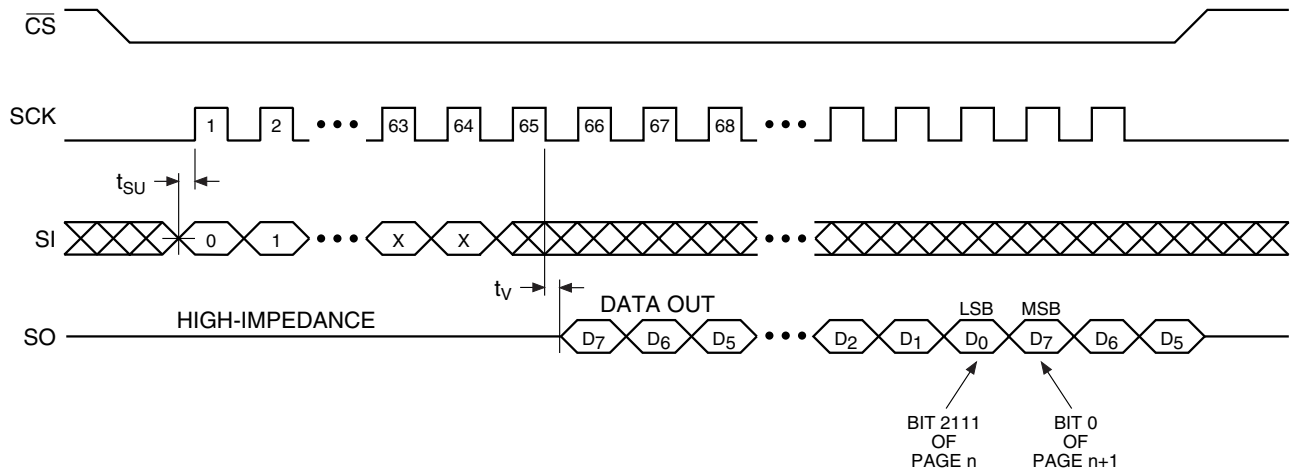 CS
SCK
1 2 ••• 63 64 65 66 67 68 •••
tSU
SI
0 1 ••• X X •••
tV
DATA OUT
HIGH-IMPEDANCE
LSB MSB
SO
D7 D6 D5 ••• D2 D1 D0 D7 D6 D5
BIT 2111
OF
PAGE n
BIT 0
OF
PAGE n+1